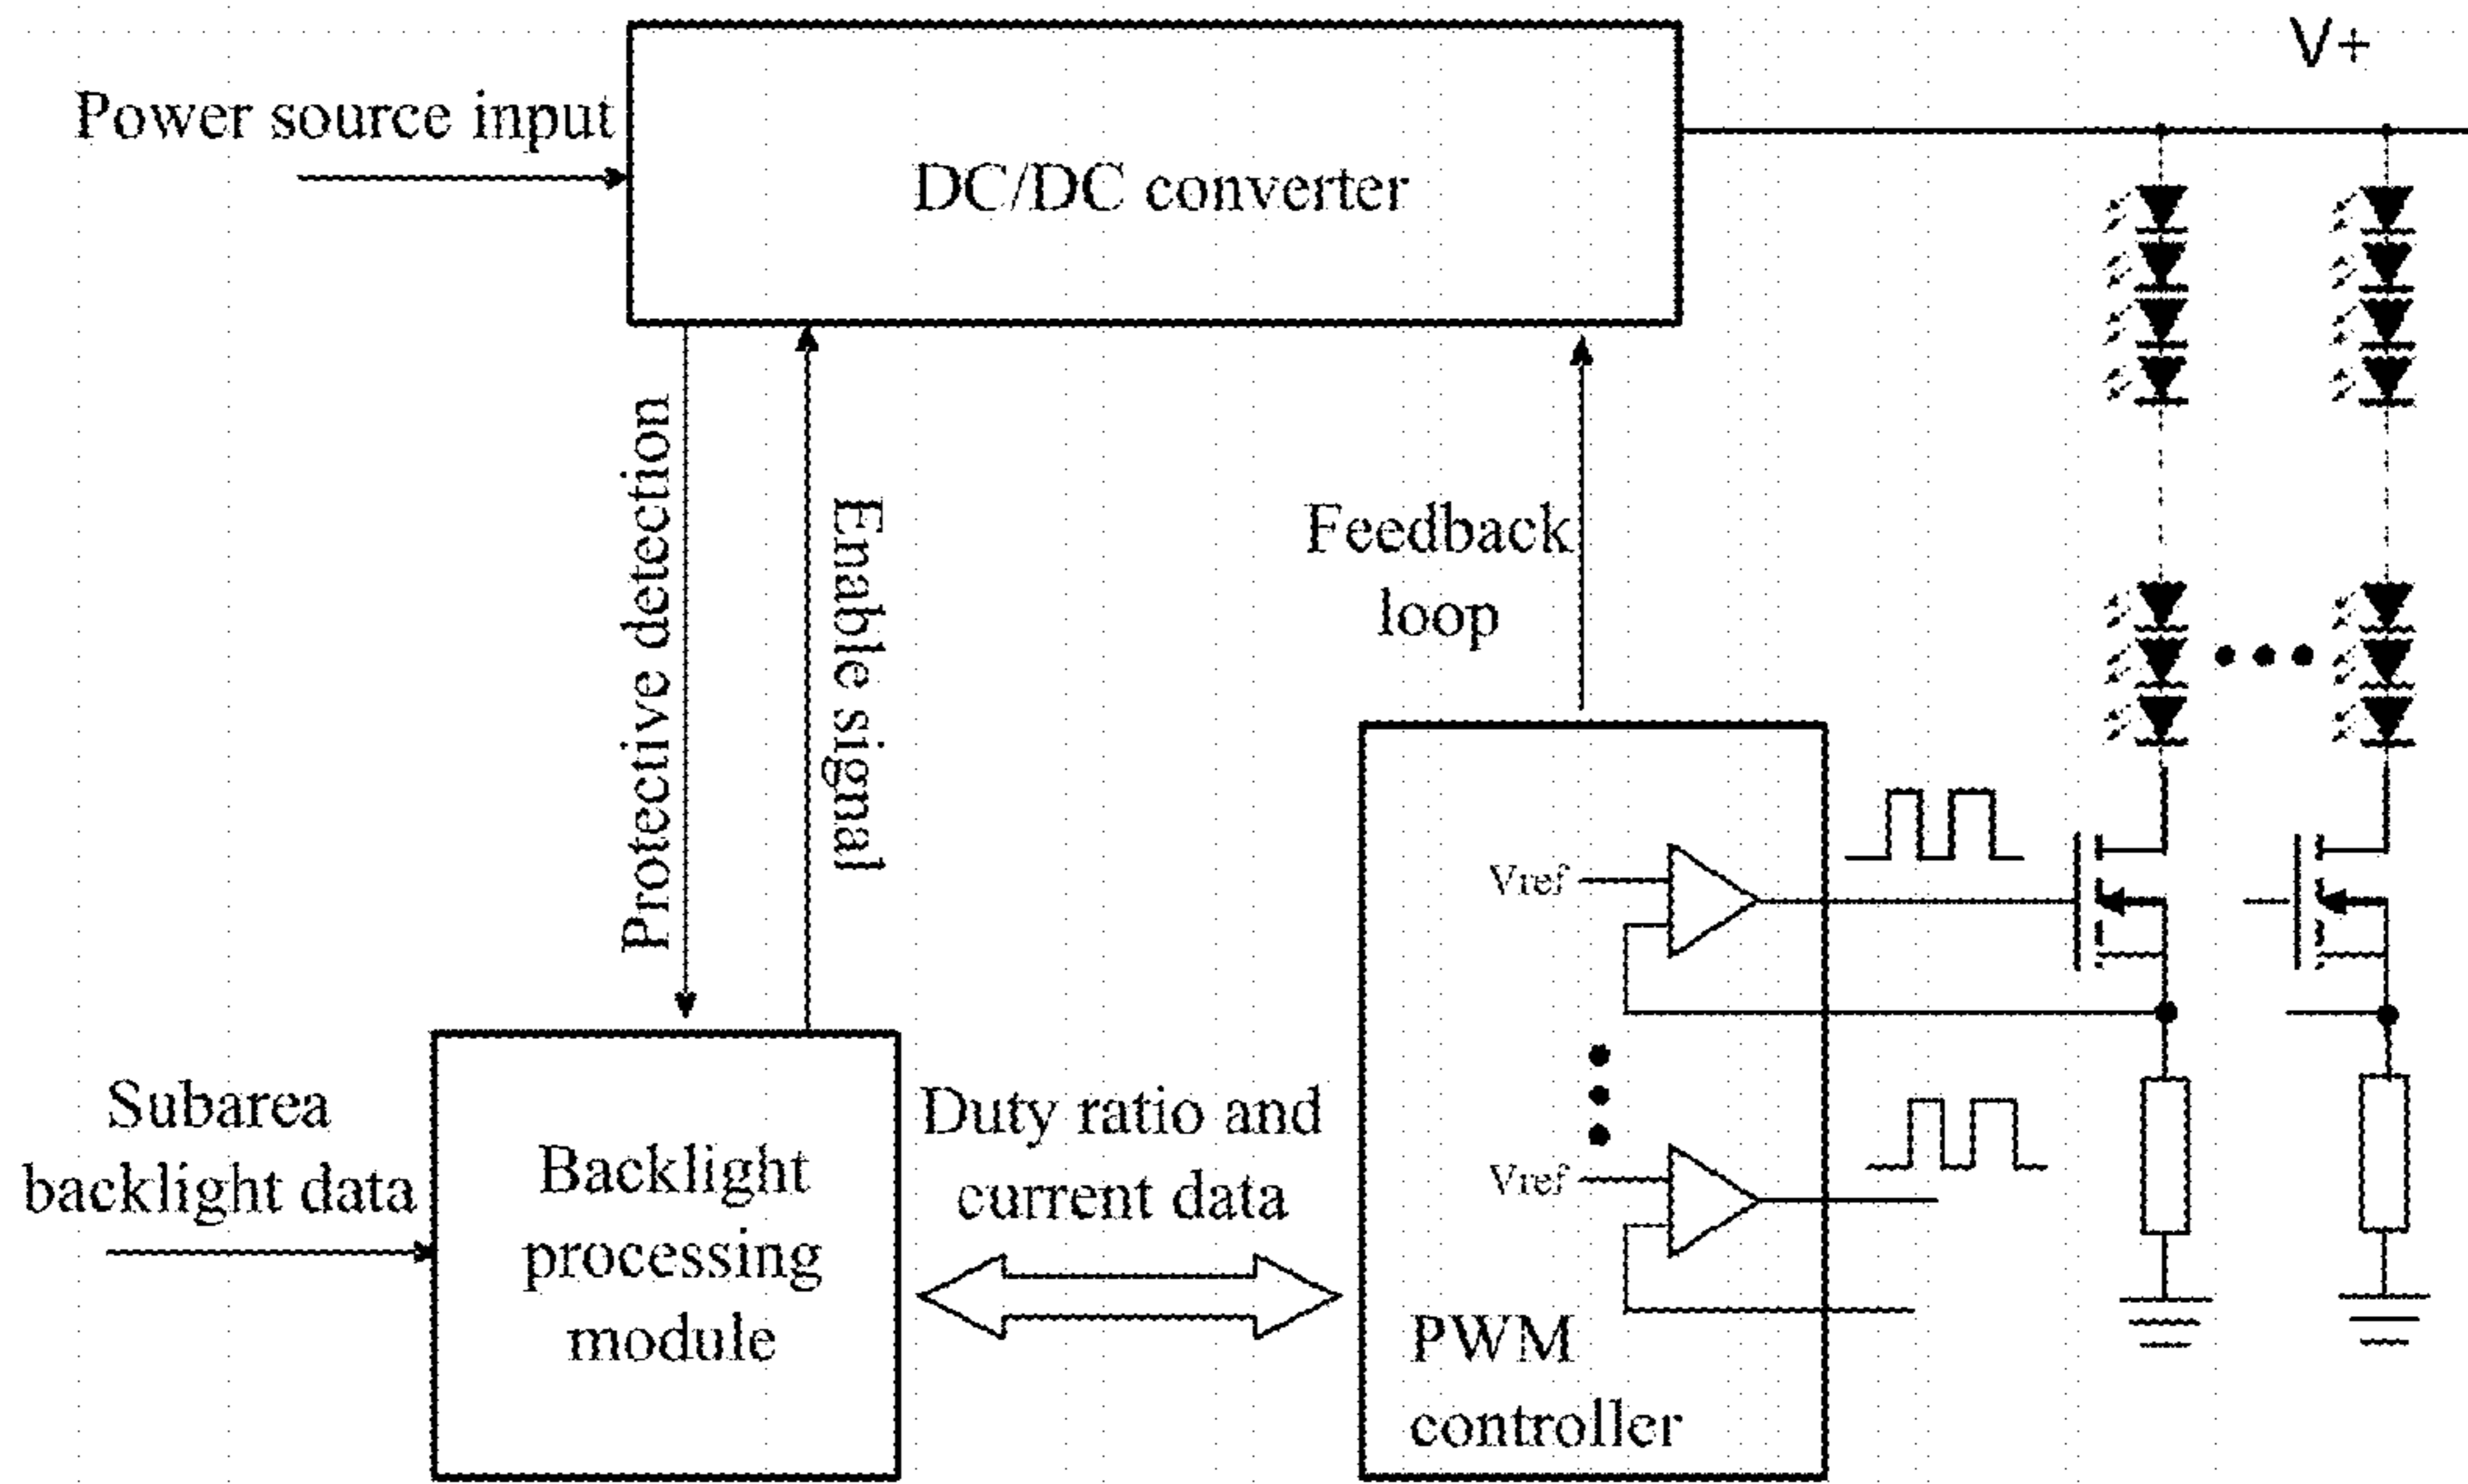 V+
Power source input
DC/DC converter
Protective detection
Enable signal
Feedback
loop
Vref
Subarea
backlight data
Backlight
processing
module
Duty ratio and
current data
Vref
PWM
controller